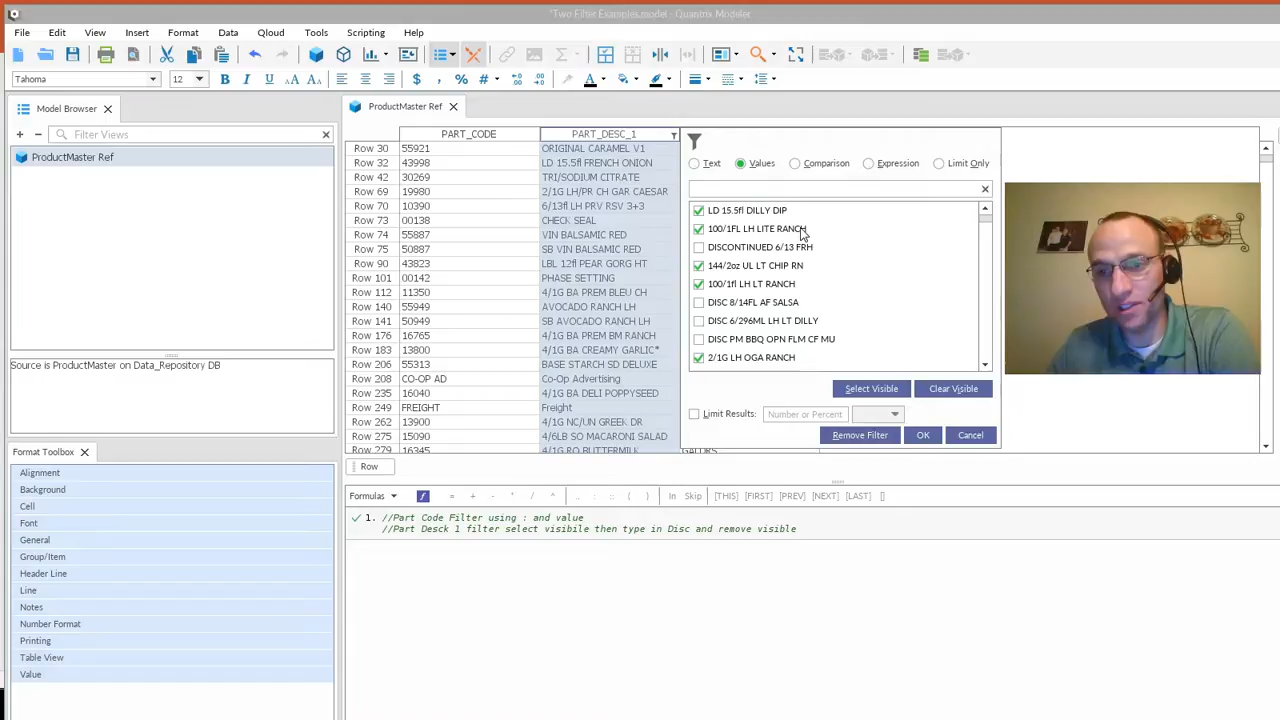 "Two Filter Examples.model - Quantrix Modeler
File Edit View Insert Format Data Qloud Tools Scripting Help
Tahoma 12 B I U A A $ , % #
Model Browser
ProductMaster Ref
Filter Views
ProductMaster Ref
Source is ProductMaster on Data_Repository DB
Format Toolbox
Alignment
Background
Cell
Font
General
Group/Item
Header Line
Line
Notes
Number Format
Printing
Table View
Value
PART_CODE PART_DESC_1
Row 30 55921 ORIGINAL CARAMEL V1
Row 32 43998 LD 15.5fl FRENCH ONION
Row 42 30269 TRI/SODIUM CITRATE
Row 69 19980 2/1G LH/PR CH GAR CAESAR
Row 70 10390 6/13fl LH PRV RSV 3+3
Row 73 00138 CHECK SEAL
Row 74 55887 VIN BALSAMIC RED
Row 75 50887 SB VIN BALSAMIC RED
Row 90 43823 LBL 12fl PEAR GORG HT
Row 101 00142 PHASE SETTING
Row 112 11350 4/1G BA PREM BLEU CH
Row 140 55949 AVOCADO RANCH LH
Row 141 50949 SB AVOCADO RANCH LH
Row 176 16765 4/1G BA PREM BM RANCH
Row 183 13800 4/1G BA CREAMY GARLIC*
Row 206 55313 BASE STARCH SD DELUXE
Row 208 CO-OP AD Co-Op Advertising
Row 235 16040 4/1G BA DELI POPPYSEED
Row 249 FREIGHT Freight
Row 262 13900 4/1G NC/UN GREEK DR
Row 275 15090 4/6LB SO MACARONI SALAD
Row 279 16345 4/1G RO BUTTERMILK
Text Values Comparison Expression Limit Only
LD 15.5fl DILLY DIP
100/1FL LH LITE RANCH
DISCONTINUED 6/13 FRH
144/2oz UL LT CHIP RN
100/1fl LH LT RANCH
DISC 8/14FL AF SALSA
DISC 6/296ML LH LT DILLY
DISC PM BBQ OPN FLM CF MU
2/1G LH OGA RANCH
Select Visible Clear Visible
Limit Results: Number or Percent
Remove Filter OK Cancel
Row
Formulas f = + - * / ^ .. : :: ( ) In Skip [THIS] [FIRST] [PREV] [NEXT] [LAST] []
1. //Part Code Filter using : and value
//Part Desck 1 filter select visibile then type in Disc and remove visible